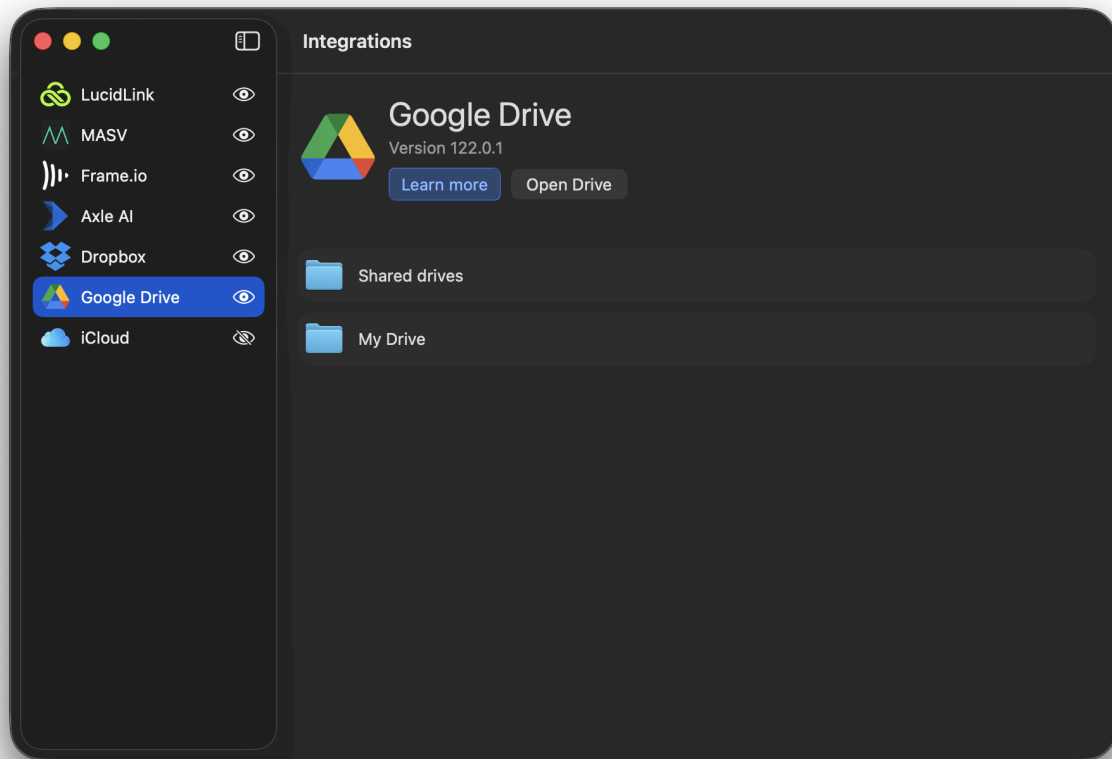 Integrations
LucidLink
MASV
Frame.io
Axle AI
Dropbox
Google Drive
iCloud
Google Drive
Version 122.0.1
Learn more
Open Drive
Shared drives
My Drive